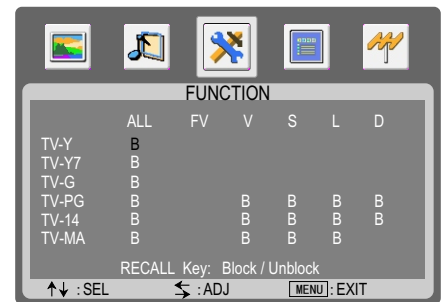 FUNCTION
ALL FV V S L D
TV-Y B
TV-Y7 B
TV-G B
TV-PG B B B B B
TV-14 B B B B B
TV-MA B B B B
RECALL Key: Block / Unblock
: SEL : ADJ MENU : EXIT